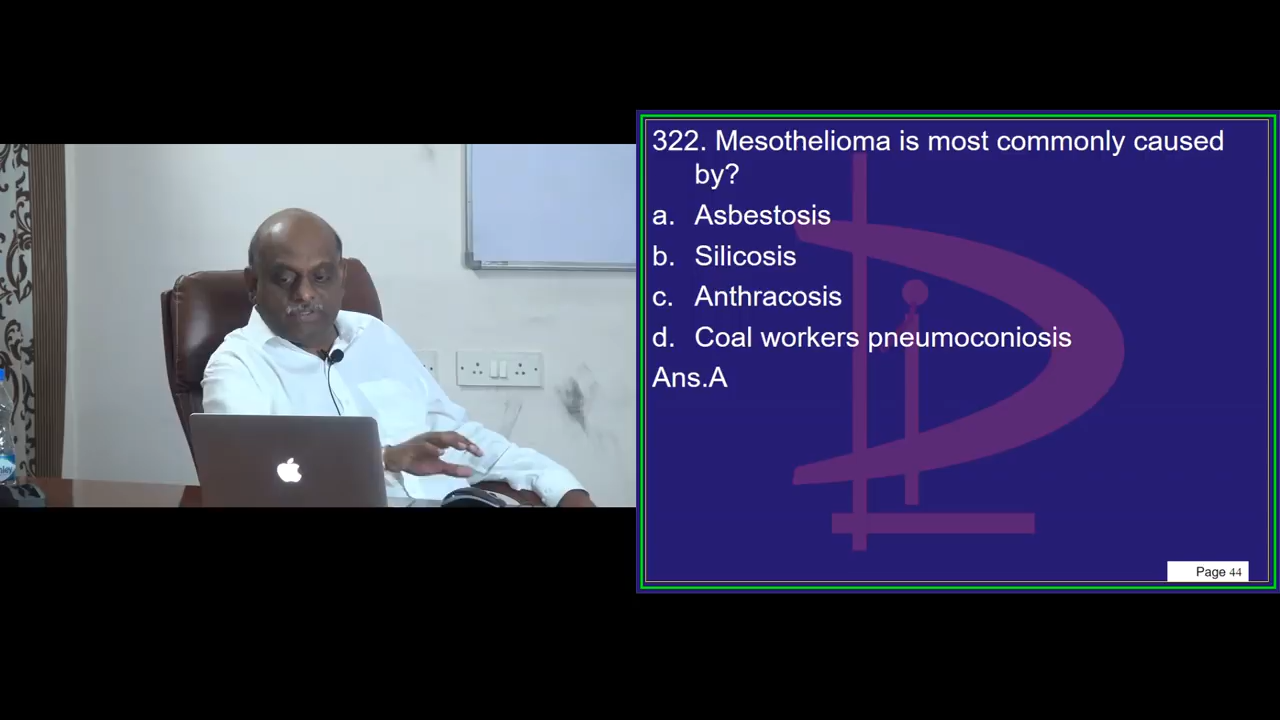 322. Mesothelioma is most commonly caused
by?
a. Asbestosis
b. Silicosis
c. Anthracosis
d. Coal workers pneumoconiosis
Ans.A
Page 44